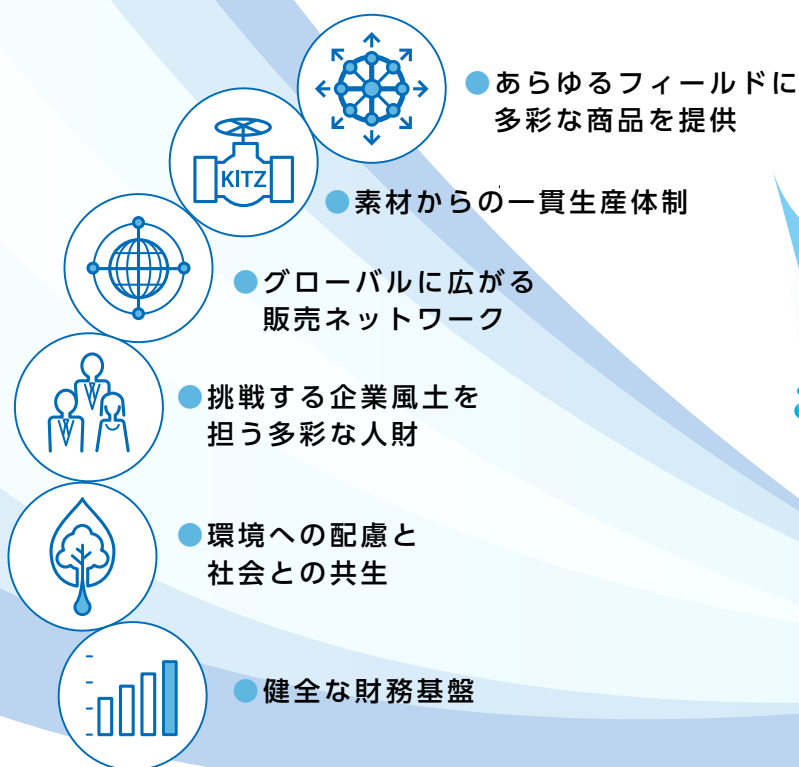 ●あらゆるフィールドに
多彩な商品を提供
KITZ
●素材からの一貫生産体制
●グローバルに広がる
販売ネットワーク
●挑戦する企業風土を
担う多彩な人財
●環境への配慮と
社会との共生
●健全な財務基盤